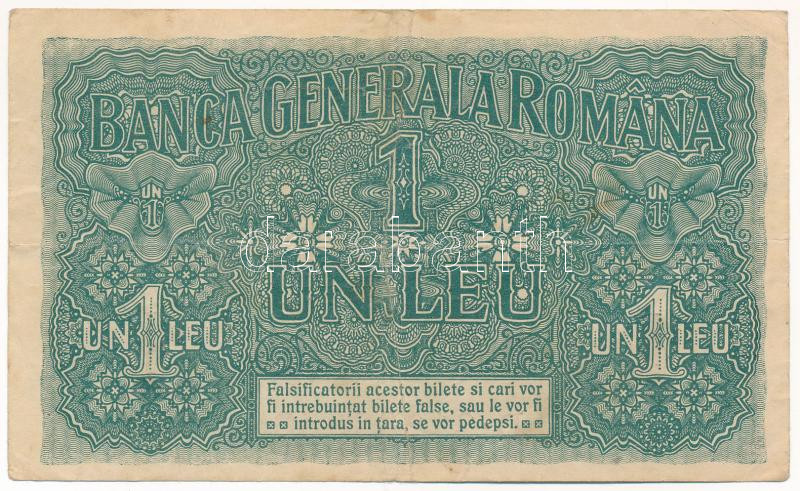 BANCA GENERALA ROMÂNA
1
UN
1
UN
1
darabanth
UN LEU
UN 1 LEU
UN 1 LEU
Falsificatorii acestor bilete si cari vor
fi intrebuințat bilete false, sau le vor fi
introdus in țara, se vor pedepsi.